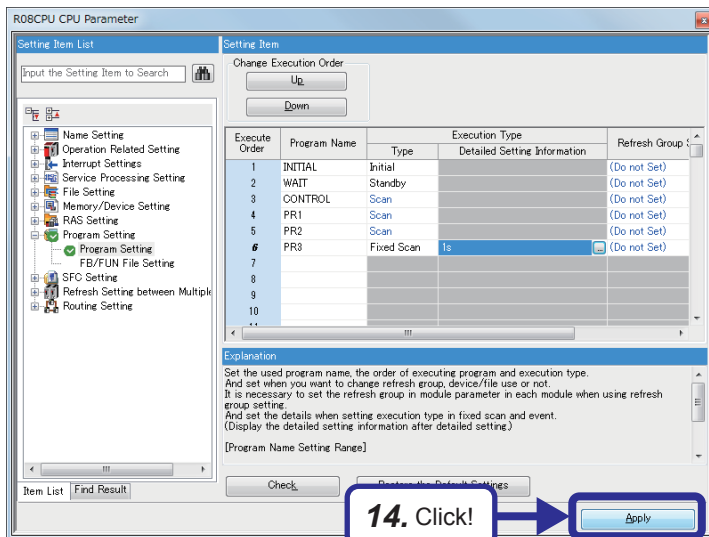 R08CPU CPU Parameter
Setting Item List
Input the Setting Item to Search
Name Setting
Operation Related Setting
Interrupt Settings
Service Processing Setting
File Setting
Memory/Device Setting
RAS Setting
Program Setting
Program Setting
FB/FUN File Setting
SFC Setting
Refresh Setting between Multiple
Routing Setting
Item List Find Result
Setting Item
Change Execution Order
Up
Down
Execute Order Program Name Execution Type Refresh Group
Type Detailed Setting Information
1 INITIAL Initial (Do not Set)
2 WAIT Standby (Do not Set)
3 CONTROL Scan (Do not Set)
4 PR1 Scan (Do not Set)
5 PR2 Scan (Do not Set)
6 PR3 Fixed Scan 1s ... (Do not Set)
7
8
9
10
Explanation
Set the used program name, the order of executing program and execution type.
And set when you want to change refresh group, device/file use or not.
It is necessary to set the refresh group in module parameter in each module when using refresh
group setting.
And set the details when setting execution type in fixed scan and event.
(Display the detailed setting information after detailed setting.)
[Program Name Setting Range]
Check Restore the Default Settings
14. Click!
Apply